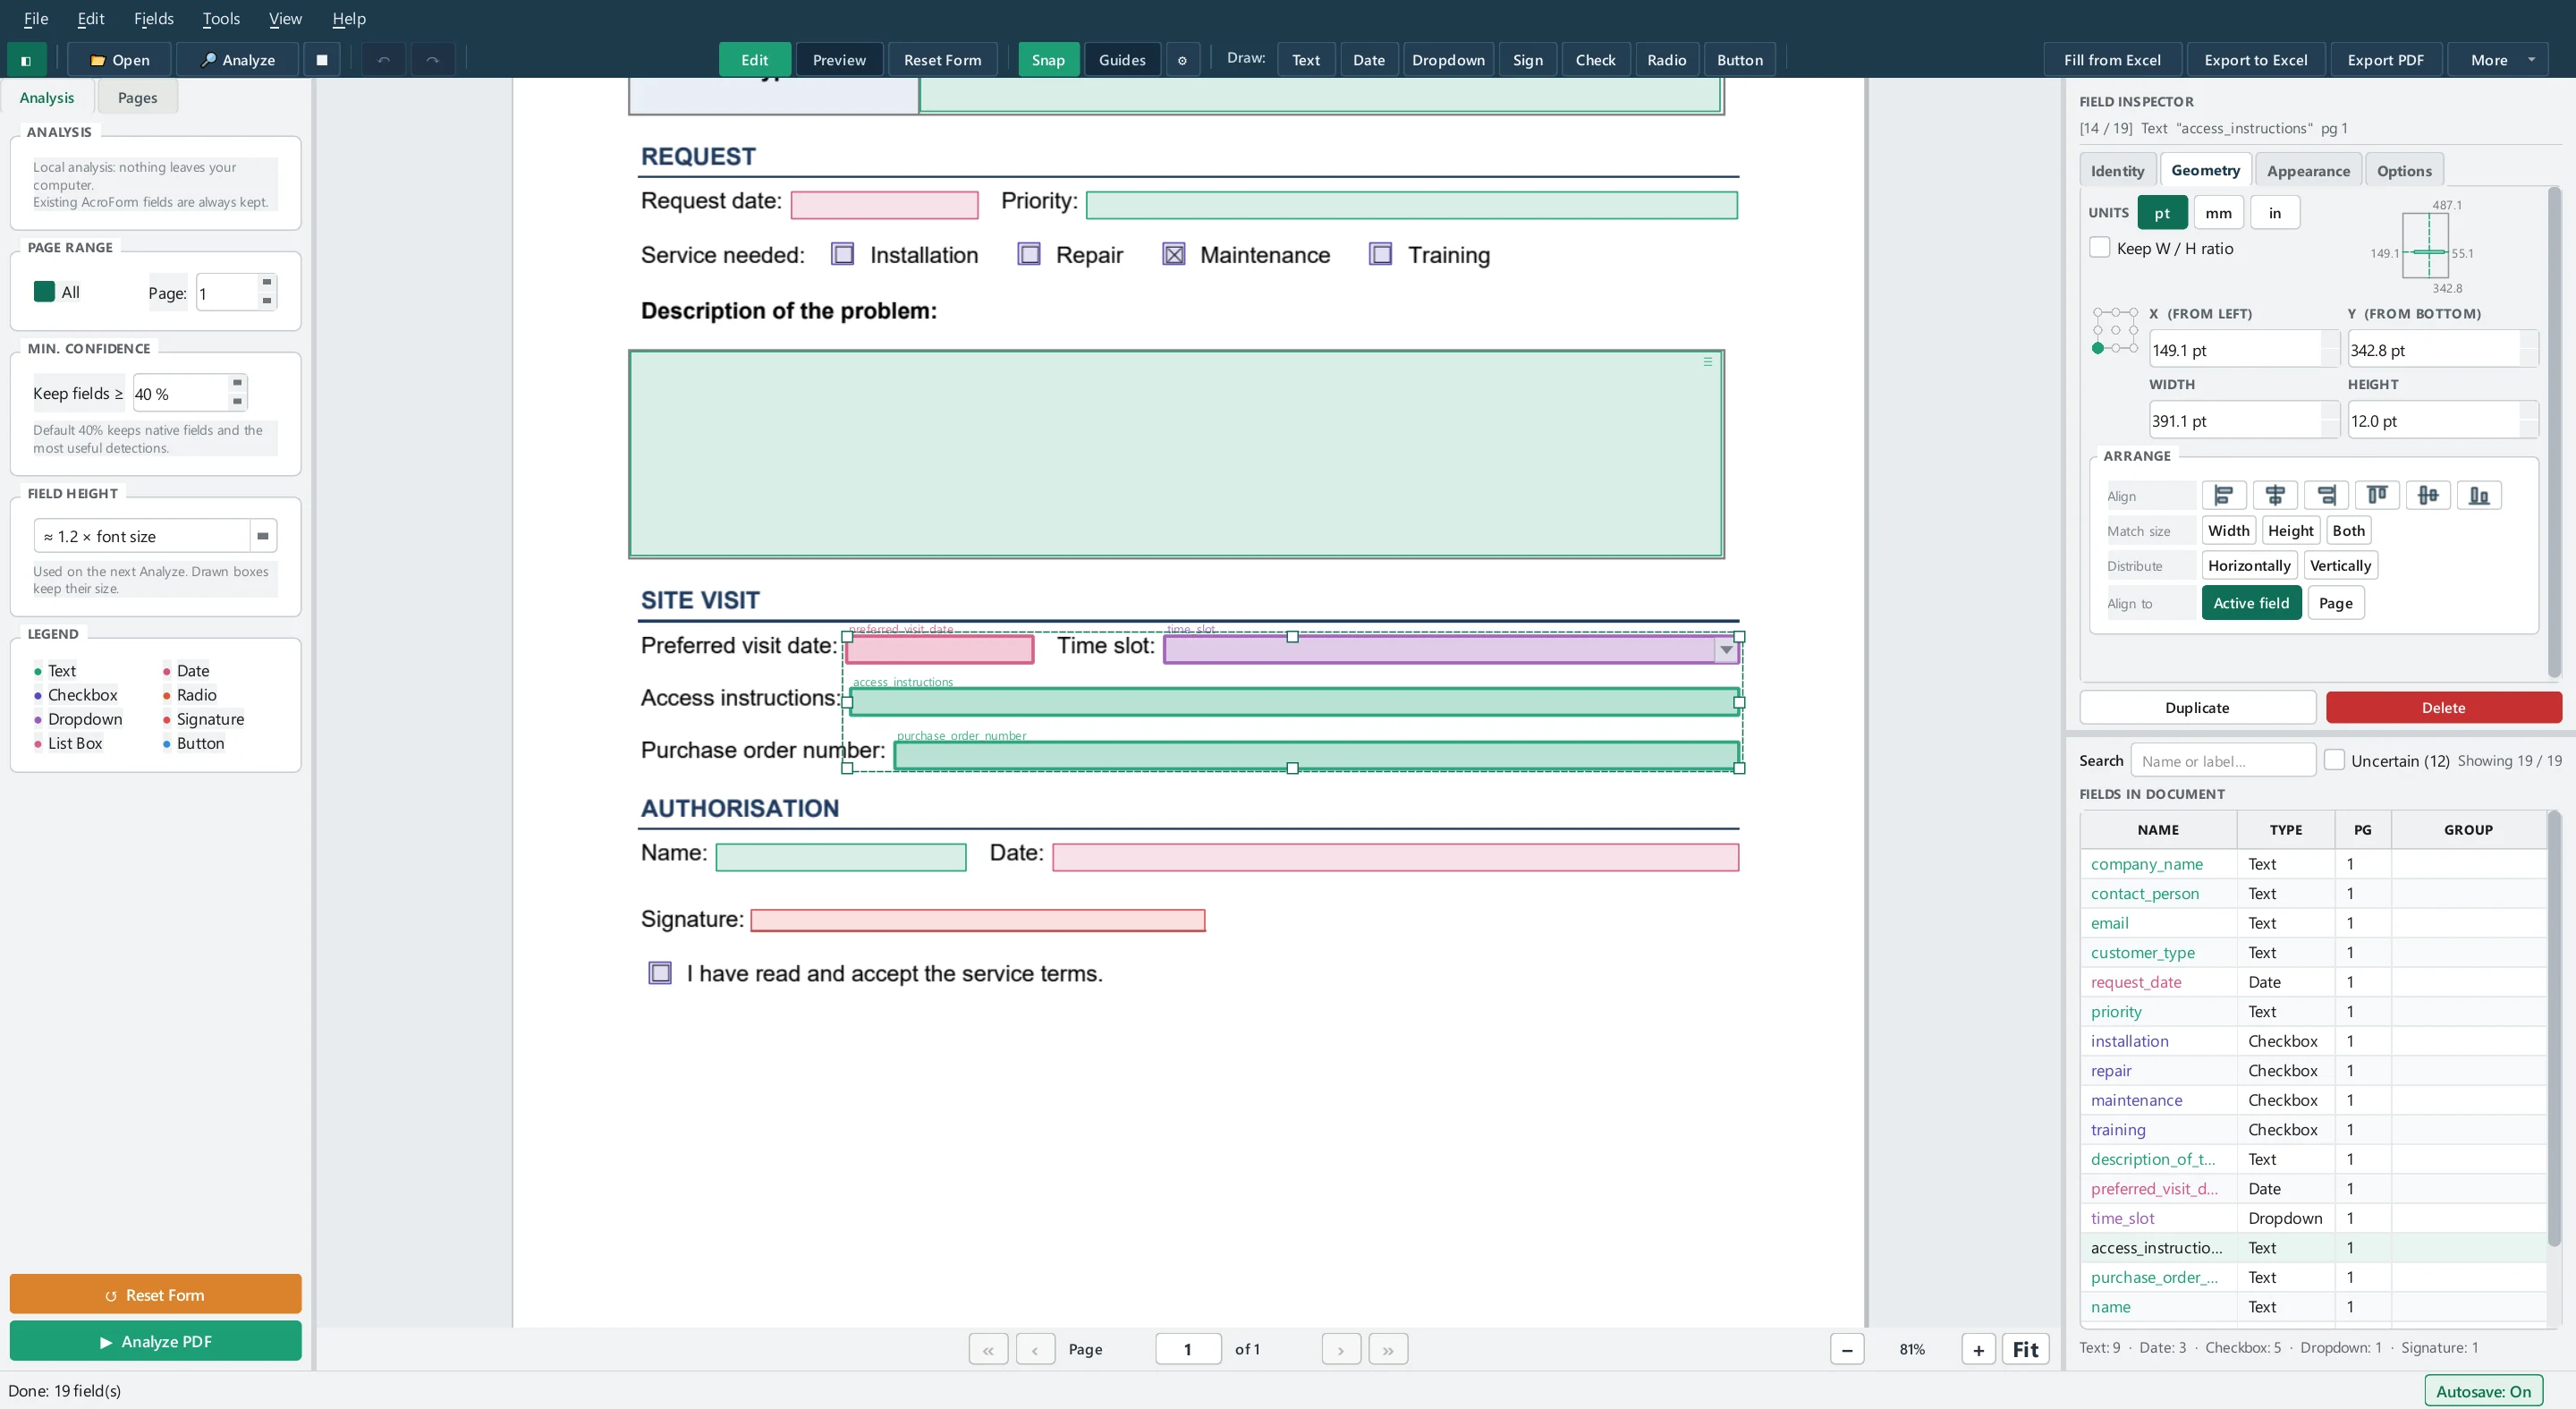 File Edit Fields Tools View Help
Open Analyze Edit Preview Reset Form Snap Guides Draw: Text Date Dropdown Sign Check Radio Button Fill from Excel Export to Excel Export PDF More
Analysis Pages
ANALYSIS
Local analysis: nothing leaves your
computer.
Existing AcroForm fields are always kept.
PAGE RANGE
All Page: 1
MIN. CONFIDENCE
Keep fields ≥ 40 %
Default 40% keeps native fields and the
most useful detections.
FIELD HEIGHT
≈ 1.2 × font size
Used on the next Analyze. Drawn boxes
keep their size.
LEGEND
Text Date
Checkbox Radio
Dropdown Signature
List Box Button
Reset Form
Analyze PDF
REQUEST
Request date: Priority:
Service needed: Installation Repair Maintenance Training
Description of the problem:
SITE VISIT
preferred_visit_date time_slot
Preferred visit date: Time slot:
access_instructions
Access instructions:
purchase_order_number
Purchase order number:
AUTHORISATION
Name: Date:
Signature:
I have read and accept the service terms.
« ‹ Page 1 of 1 › » − 81% + Fit
FIELD INSPECTOR
[14 / 19] Text "access_instructions" pg 1
Identity Geometry Appearance Options
UNITS pt mm in
Keep W / H ratio
487.1
149.1 55.1
342.8
X (FROM LEFT) Y (FROM BOTTOM)
149.1 pt 342.8 pt
WIDTH HEIGHT
391.1 pt 12.0 pt
ARRANGE
Align
Match size Width Height Both
Distribute Horizontally Vertically
Align to Active field Page
Duplicate Delete
Search Name or label... Uncertain (12) Showing 19 / 19
FIELDS IN DOCUMENT
NAME TYPE PG GROUP
company_name Text 1
contact_person Text 1
email Text 1
customer_type Text 1
request_date Date 1
priority Text 1
installation Checkbox 1
repair Checkbox 1
maintenance Checkbox 1
training Checkbox 1
description_of_t... Text 1
preferred_visit_d... Date 1
time_slot Dropdown 1
access_instructio... Text 1
purchase_order_... Text 1
name Text 1
Text: 9 · Date: 3 · Checkbox: 5 · Dropdown: 1 · Signature: 1
Done: 19 field(s) Autosave: On